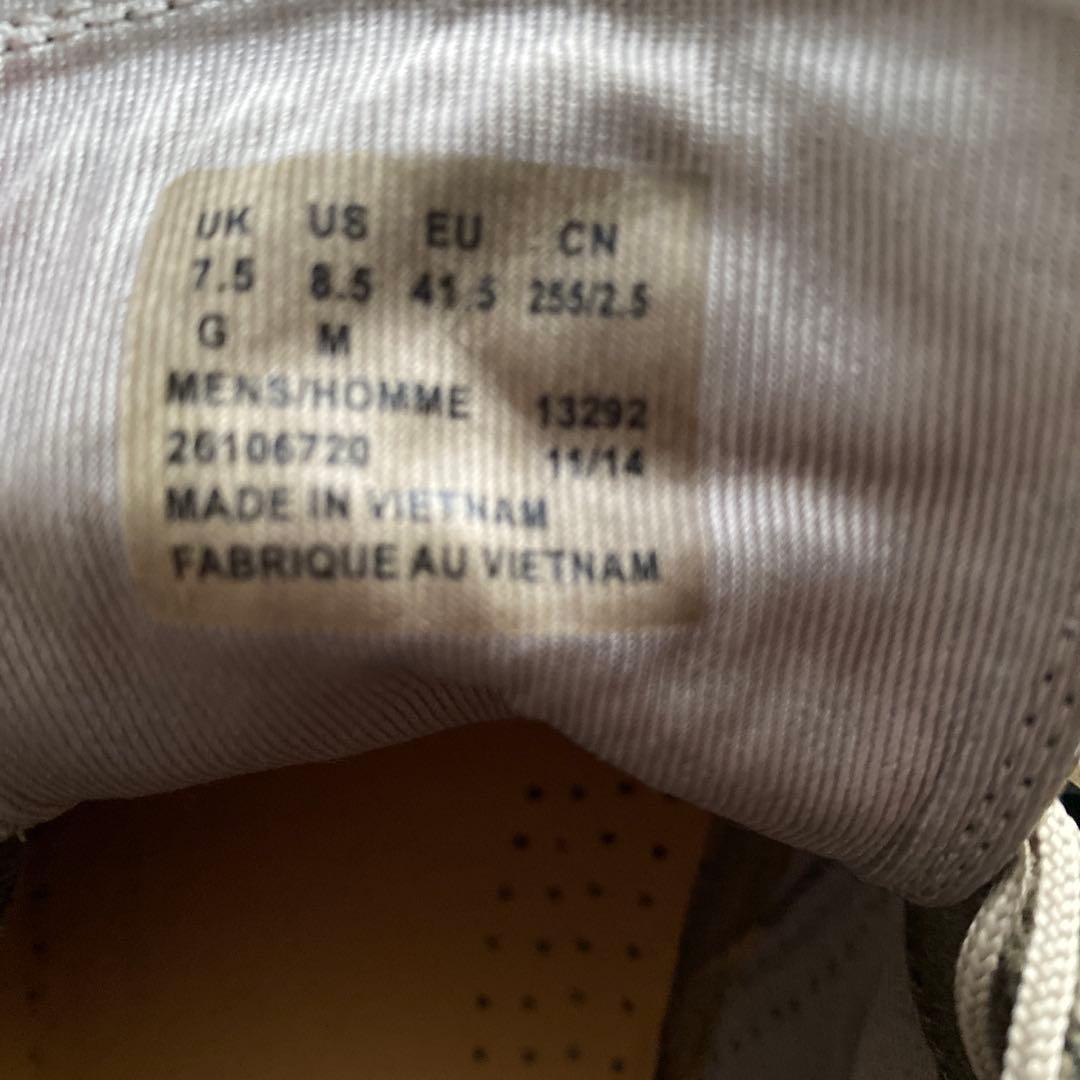 UK US EU CN
7.5 8.5 41.5 255/2.5
G M
MENS/HOMME 13292
26106720 11/14
MADE IN VIETNAM
FABRIQUE AU VIETNAM